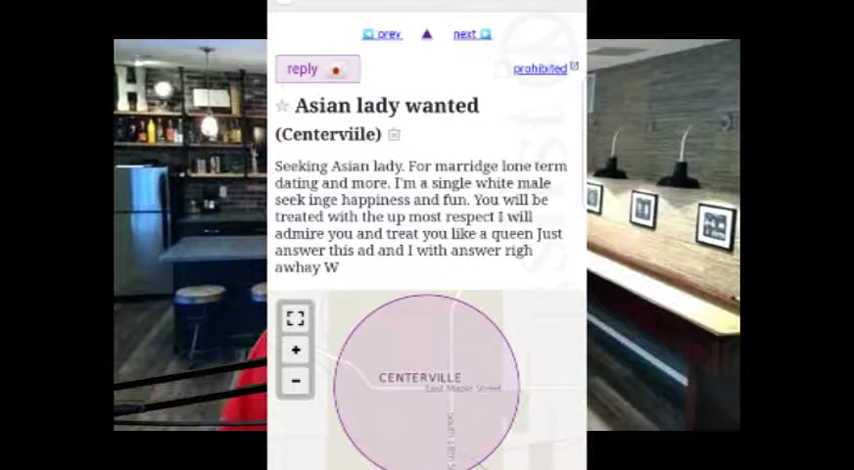 prev ▲ next
reply prohibited
☆ Asian lady wanted
(Centerviile)
Seeking Asian lady. For marridge lone term
dating and more. I'm a single white male
seek inge happiness and fun. You will be
treated with the up most respect I will
admire you and treat you like a queen Just
answer this ad and I with answer righ
awhay W
+
CENTERVILLE
East Maple Street
−